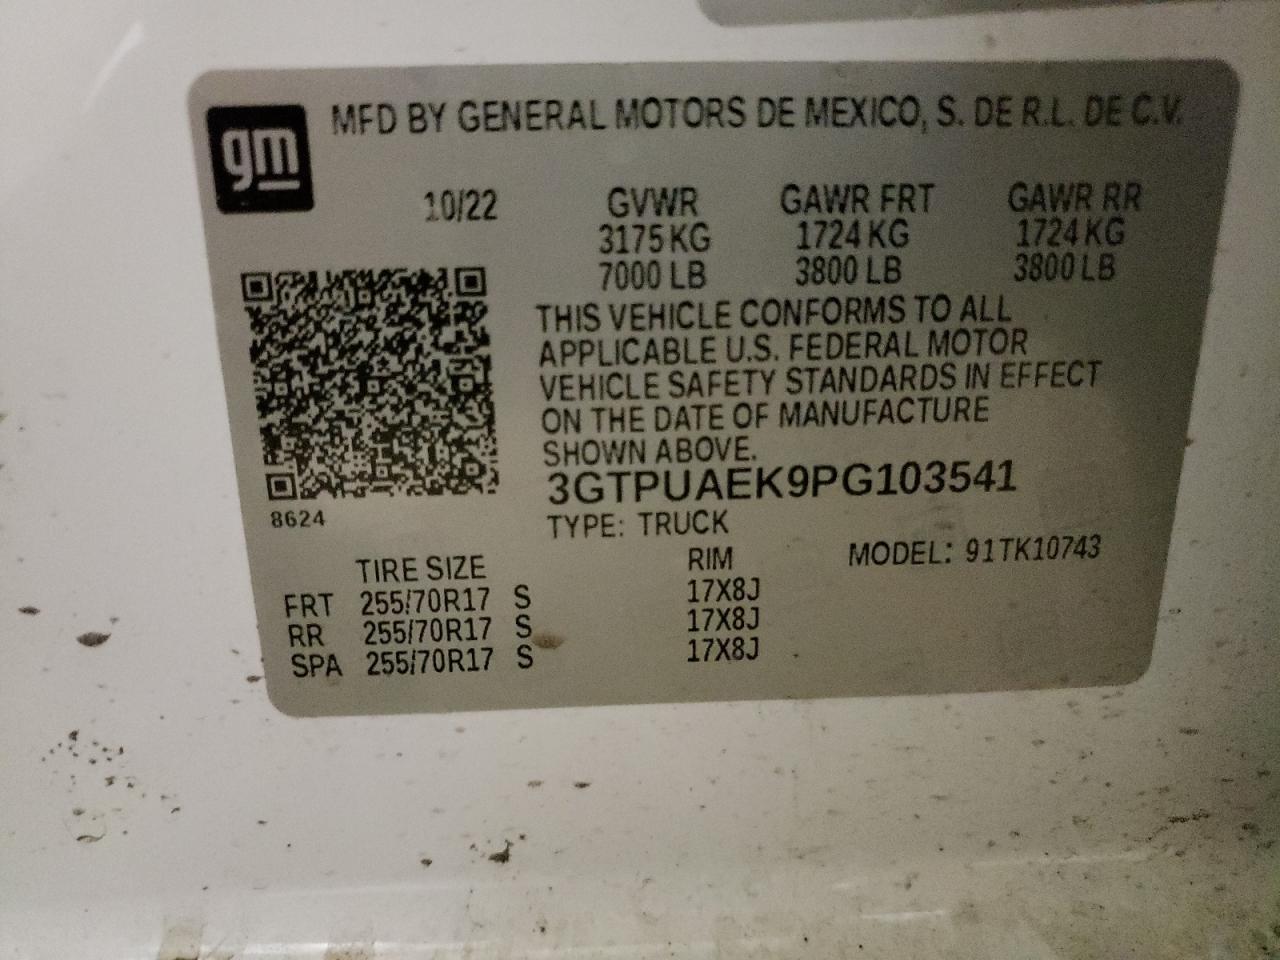 gm
MFD BY GENERAL MOTORS DE MEXICO, S. DE R.L. DE C.V.
10/22 GVWR GAWR FRT GAWR RR
3175 KG 1724 KG 1724 KG
7000 LB 3800 LB 3800 LB
THIS VEHICLE CONFORMS TO ALL
APPLICABLE U.S. FEDERAL MOTOR
VEHICLE SAFETY STANDARDS IN EFFECT
ON THE DATE OF MANUFACTURE
SHOWN ABOVE.
3GTPUAEK9PG103541
8624
TYPE: TRUCK
TIRE SIZE RIM MODEL: 91TK10743
FRT 255/70R17 S 17X8J
RR 255/70R17 S 17X8J
SPA 255/70R17 S 17X8J